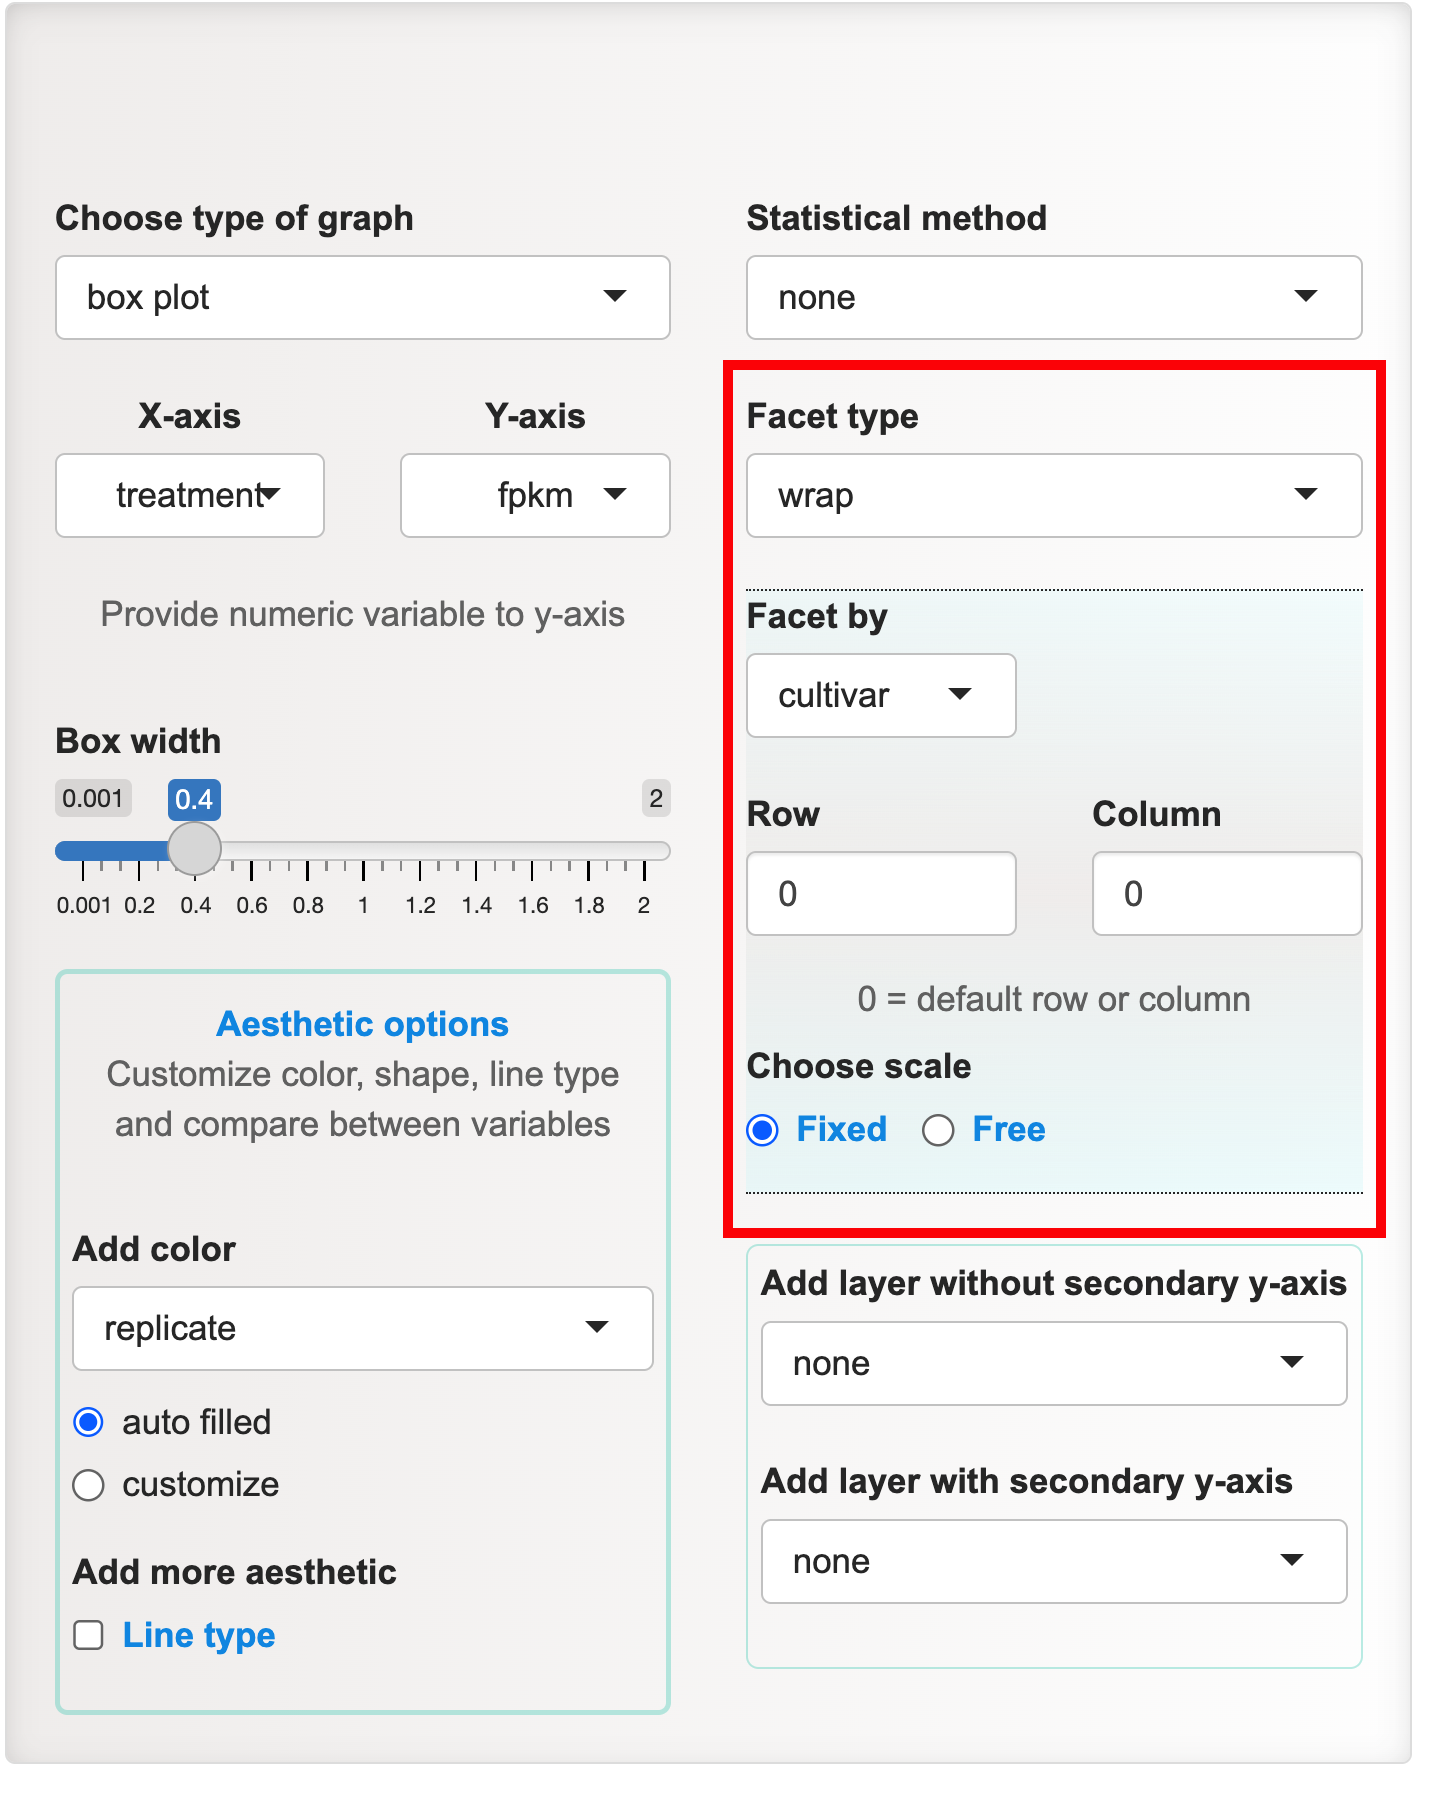 Choose type of graph
box plot
X-axis
Y-axis
treatment
fpkm
Provide numeric variable to y-axis
Box width
0.001
0.4
2
0.001 0.2 0.4 0.6 0.8 1 1.2 1.4 1.6 1.8 2
Aesthetic options
Customize color, shape, line type
and compare between variables
Add color
replicate
auto filled
customize
Add more aesthetic
Line type
Statistical method
none
Facet type
wrap
Facet by
cultivar
Row
Column
0
0
0 = default row or column
Choose scale
Fixed
Free
Add layer without secondary y-axis
none
Add layer with secondary y-axis
none